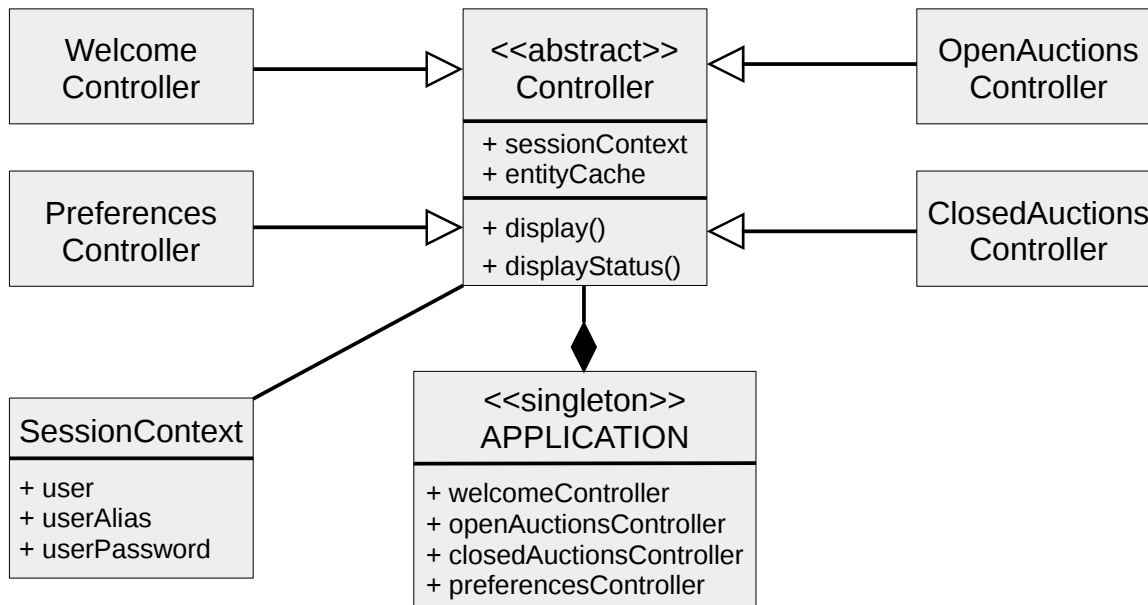 Welcome
Controller
<<abstract>>
Controller
+ sessionContext
+ entityCache
+ display()
+ displayStatus()
OpenAuctions
Controller
Preferences
Controller
ClosedAuctions
Controller
SessionContext
+ user
+ userAlias
+ userPassword
<<singleton>>
APPLICATION
+ welcomeController
+ openAuctionsController
+ closedAuctionsController
+ preferencesController